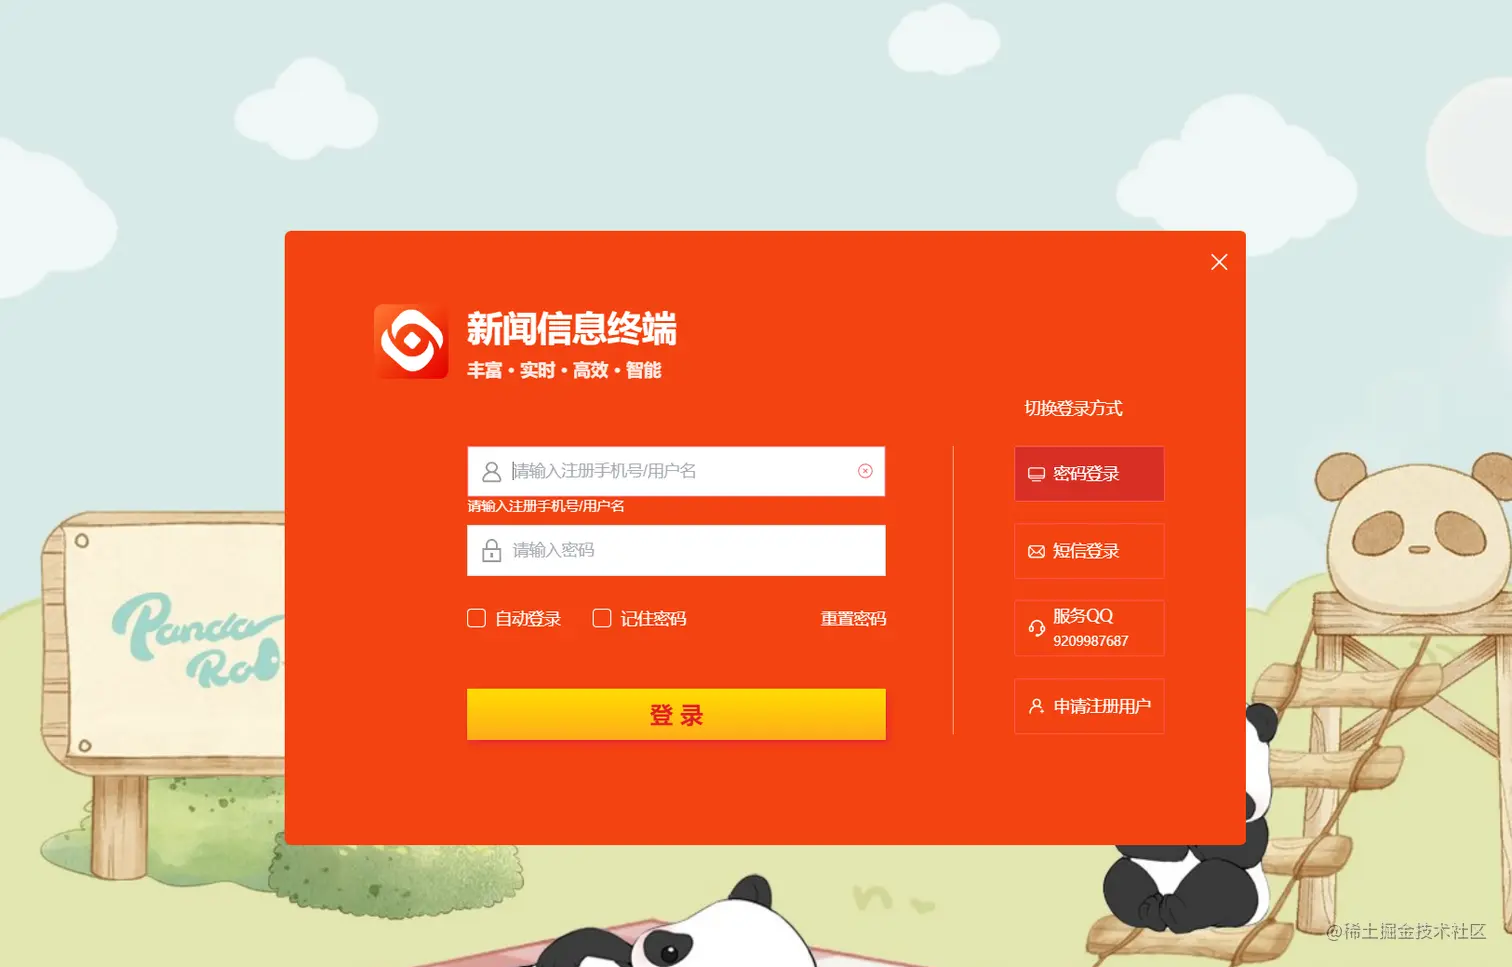 新闻信息终端
丰富·实时·高效·智能
切换登录方式
请输入注册手机号/用户名
请输入注册手机号/用户名
请输入密码
自动登录
记住密码
重置密码
登录
密码登录
短信登录
服务QQ
9209987687
申请注册用户
Panda
@稀土掘金技术社区